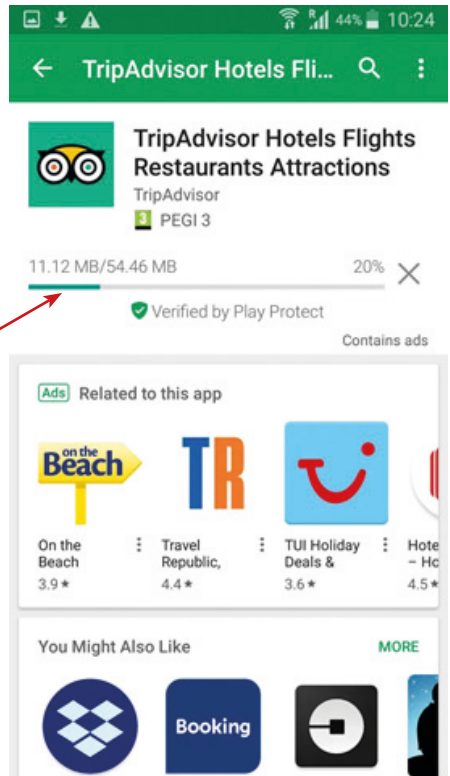 R 44% 10:24
TripAdvisor Hotels Fli...
TripAdvisor Hotels Flights
Restaurants Attractions
TripAdvisor
3 PEGI 3
11.12 MB/54.46 MB 20%
Verified by Play Protect
Contains ads
Ads Related to this app
on the Beach
TR
On the Beach
3.9★
Travel Republic,
4.4★
TUI Holiday Deals &
3.6★
Hote
– Ho
4.5★
You Might Also Like MORE
Booking